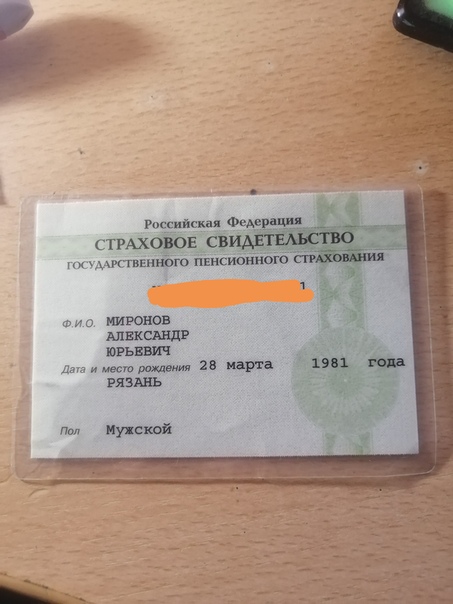 Российская Федерация
СТРАХОВОЕ СВИДЕТЕЛЬСТВО
ГОСУДАРСТВЕННОГО ПЕНСИОННОГО СТРАХОВАНИЯ
Ф.И.О. МИРОНОВ
АЛЕКСАНДР
ЮРЬЕВИЧ
Дата и место рождения 28 марта 1981 года
РЯЗАНЬ
Пол Мужской